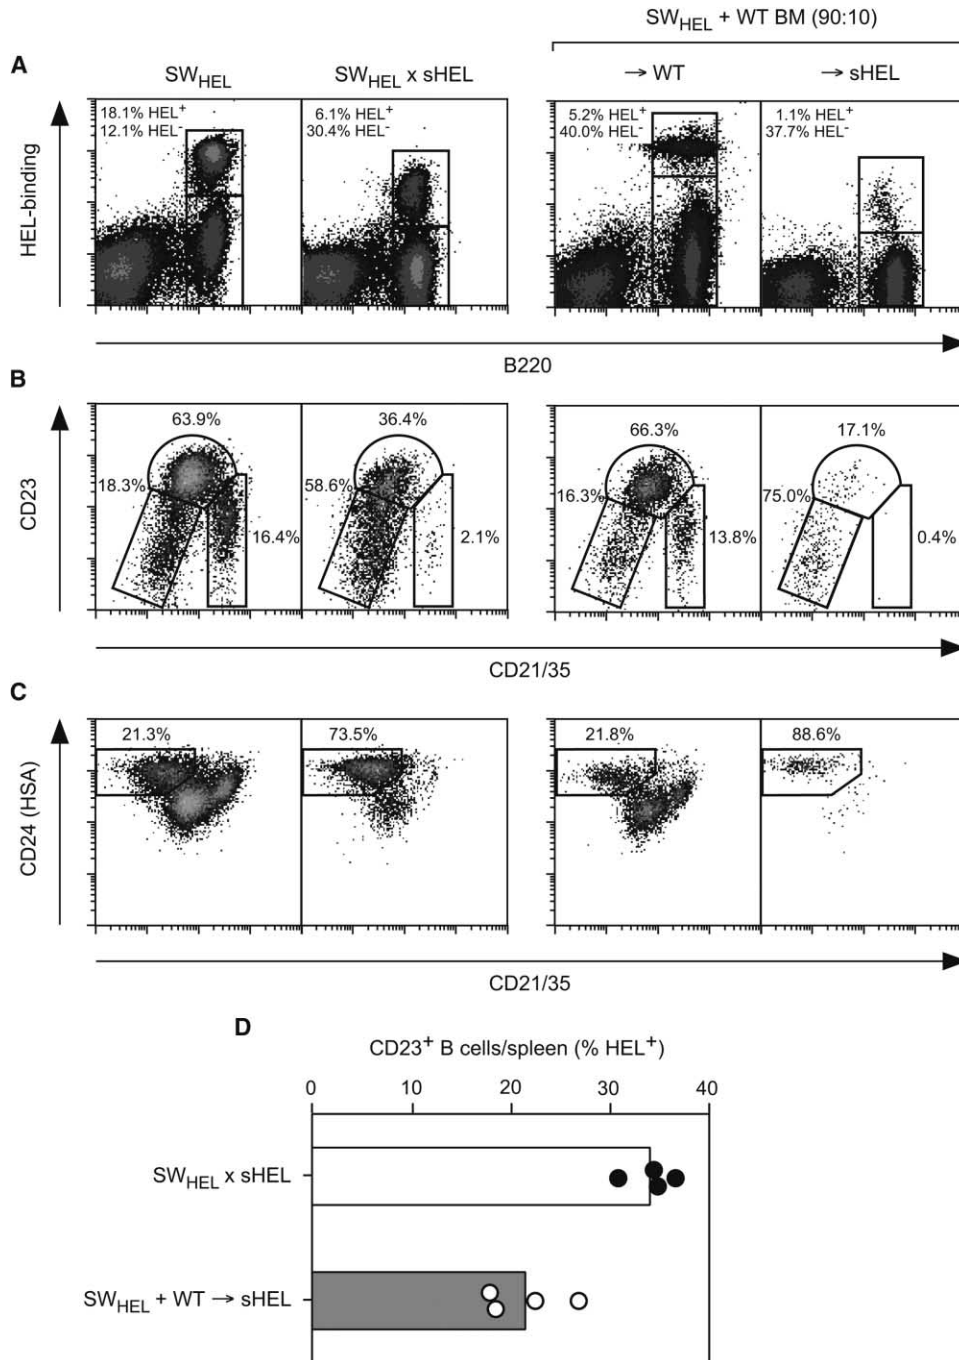 SWHEL + WT BM (90:10)
A
SWHEL
SWHEL x sHEL
→ WT
→ sHEL
18.1% HEL+
12.1% HEL-
6.1% HEL+
30.4% HEL-
5.2% HEL+
40.0% HEL-
1.1% HEL+
37.7% HEL-
HEL-binding
B220
B
63.9%
36.4%
66.3%
17.1%
18.3%
58.6%
16.3%
75.0%
16.4%
2.1%
13.8%
0.4%
CD23
CD21/35
C
21.3%
73.5%
21.8%
88.6%
CD24 (HSA)
CD21/35
D
CD23+ B cells/spleen (% HEL+)
0 10 20 30 40
SWHEL x sHEL
SWHEL + WT → sHEL